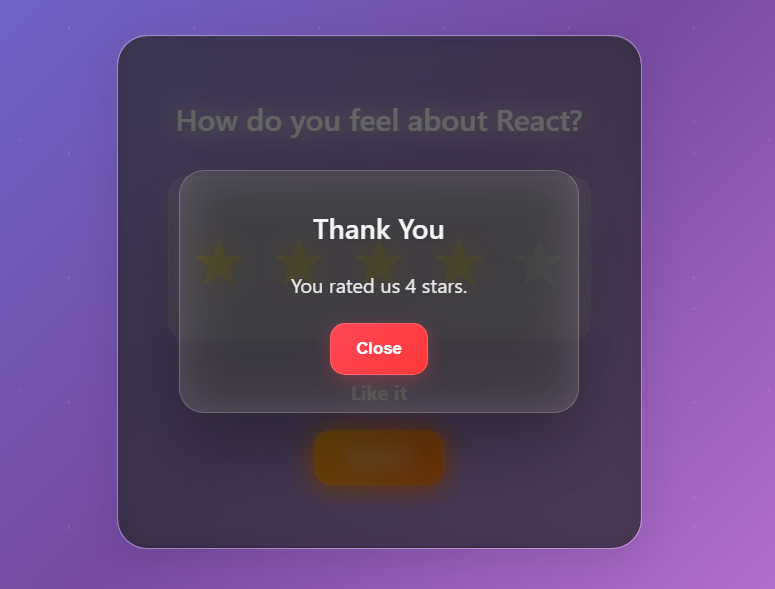 How do you feel about React?
Thank You
You rated us 4 stars.
Close
Like it